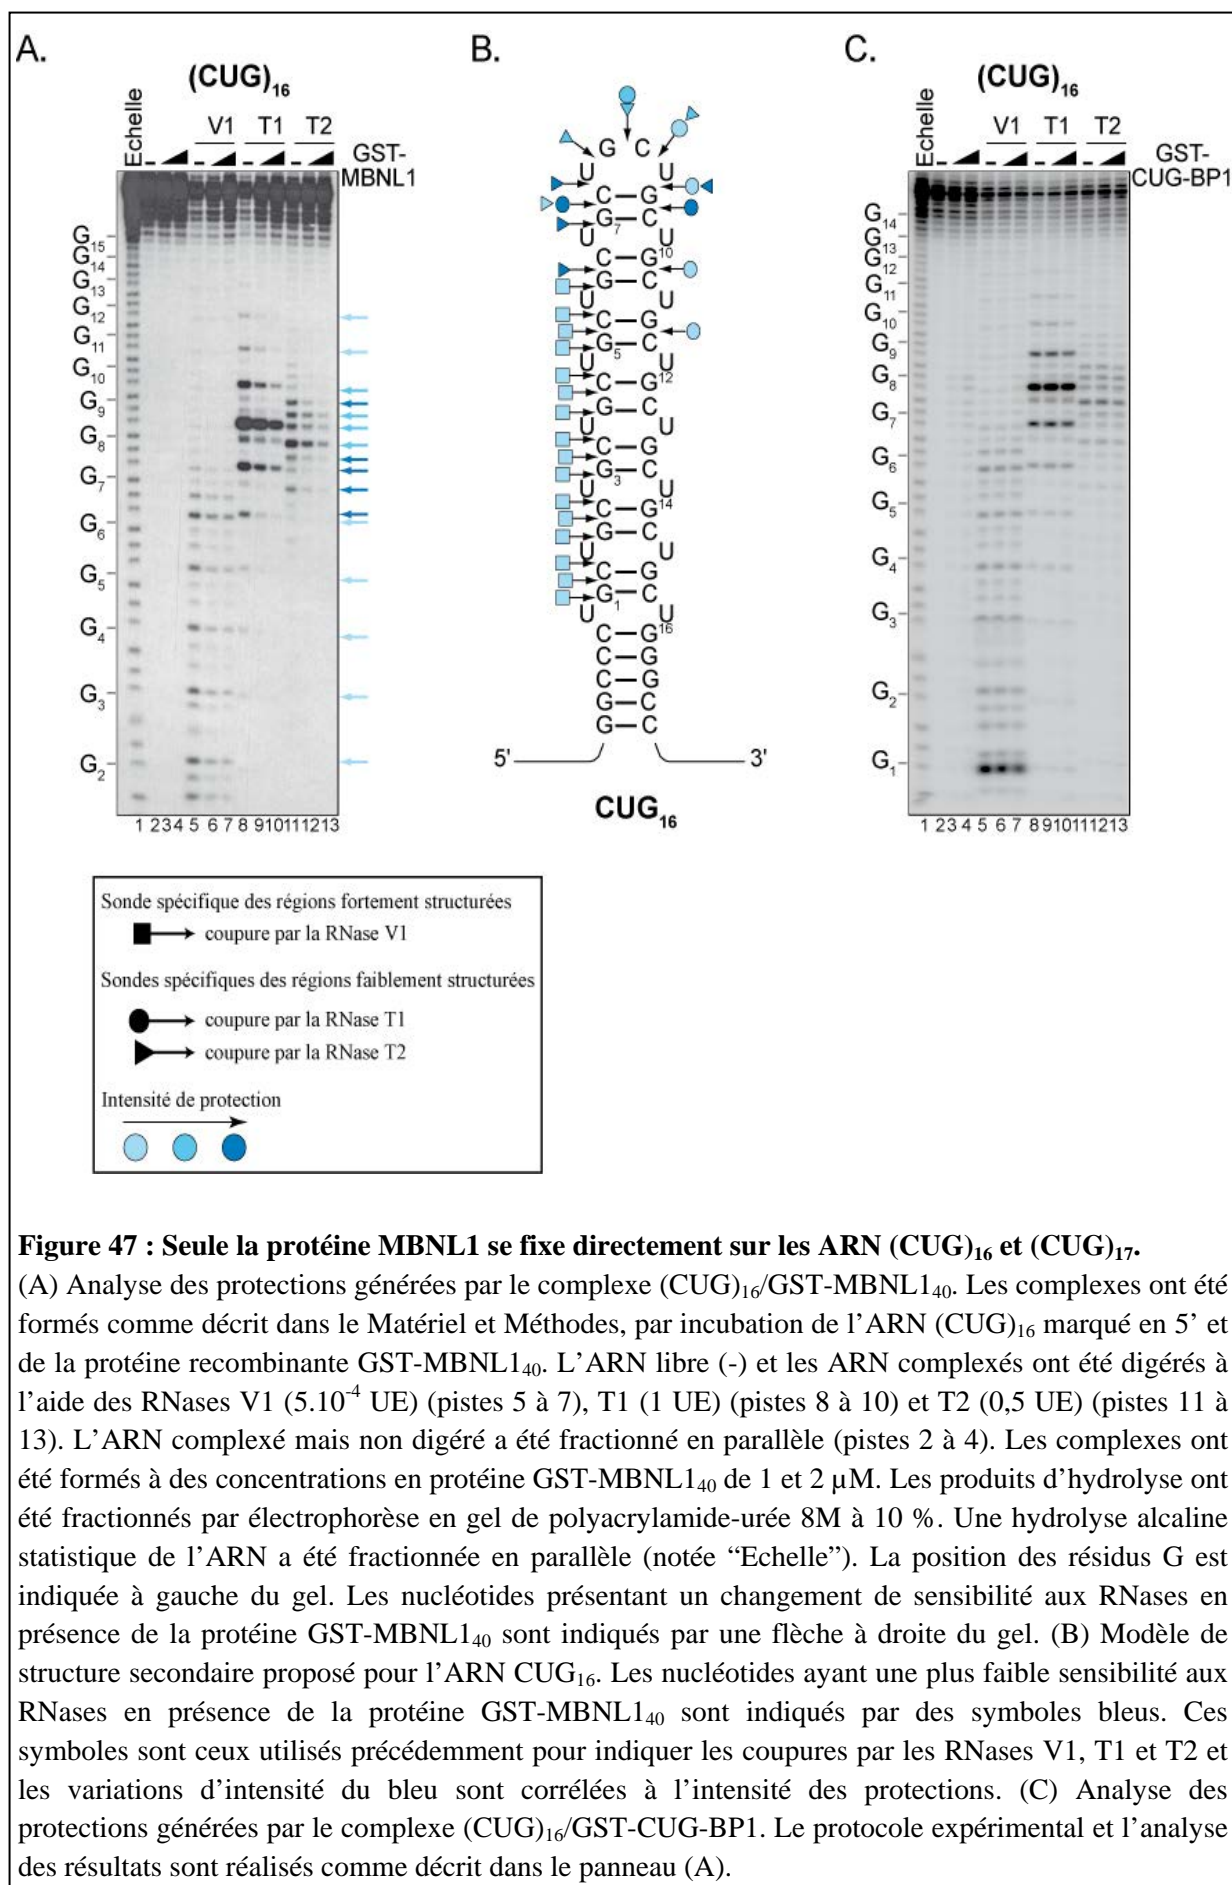 A.
(CUG)16
Echelle
V1 T1 T2
- - - -
GST-
MBNL1
G15
G14
G13
G12
G11
G10
G9
G8
G7
G6
G5
G4
G3
G2
1 2 3 4 5 6 7 8 9 10 11 12 13
B.
G C
U U
C–G
G7–C
U U
C–G10
G–C
U U
C–G
G5–C
U U
C–G12
G–C
U U
C–G
G3–C
U U
C–G14
G–C
U U
C–G
G1–C
U U
C–G16
C–G
C–G
G–C
G–C
5' 3'
CUG16
C.
(CUG)16
Echelle
V1 T1 T2
- - - -
GST-
CUG-BP1
G14
G13
G12
G11
G10
G9
G8
G7
G6
G5
G4
G3
G2
G1
1 2 3 4 5 6 7 8 9 10 11 12 13
Sonde spécifique des régions fortement structurées
coupure par la RNase V1
Sondes spécifiques des régions faiblement structurées
coupure par la RNase T1
coupure par la RNase T2
Intensité de protection
Figure 47 : Seule la protéine MBNL1 se fixe directement sur les ARN (CUG)16 et (CUG)17.
(A) Analyse des protections générées par le complexe (CUG)16/GST-MBNL140. Les complexes ont été
formés comme décrit dans le Matériel et Méthodes, par incubation de l’ARN (CUG)16 marqué en 5’ et
de la protéine recombinante GST-MBNL140. L’ARN libre (-) et les ARN complexés ont été digérés à
l’aide des RNases V1 (5.10-4 UE) (pistes 5 à 7), T1 (1 UE) (pistes 8 à 10) et T2 (0,5 UE) (pistes 11 à
13). L’ARN complexé mais non digéré a été fractionné en parallèle (pistes 2 à 4). Les complexes ont
été formés à des concentrations en protéine GST-MBNL140 de 1 et 2 µM. Les produits d’hydrolyse ont
été fractionnés par électrophorèse en gel de polyacrylamide-urée 8M à 10 %. Une hydrolyse alcaline
statistique de l’ARN a été fractionnée en parallèle (notée “Echelle”). La position des résidus G est
indiquée à gauche du gel. Les nucléotides présentant un changement de sensibilité aux RNases en
présence de la protéine GST-MBNL140 sont indiqués par une flèche à droite du gel. (B) Modèle de
structure secondaire proposé pour l’ARN CUG16. Les nucléotides ayant une plus faible sensibilité aux
RNases en présence de la protéine GST-MBNL140 sont indiqués par des symboles bleus. Ces
symboles sont ceux utilisés précédemment pour indiquer les coupures par les RNases V1, T1 et T2 et
les variations d’intensité du bleu sont corrélées à l’intensité des protections. (C) Analyse des
protections générées par le complexe (CUG)16/GST-CUG-BP1. Le protocole expérimental et l’analyse
des résultats sont réalisés comme décrit dans le panneau (A).